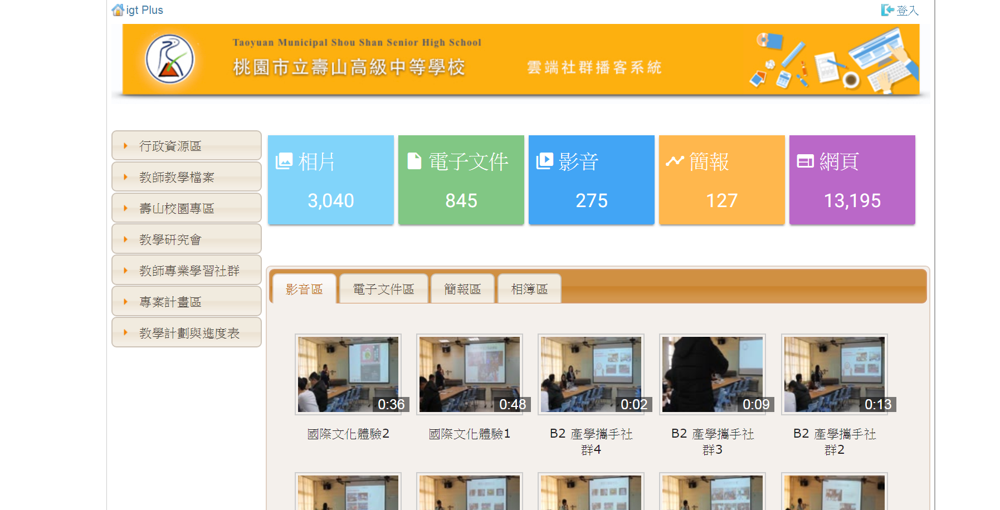 igt Plus
登入
Taoyuan Municipal Shou Shan Senior High School
桃園市立壽山高級中等學校
雲端社群播客系統
行政資源區
教師教學檔案
壽山校園專區
教學研究會
教師專業學習社群
專案計畫區
教學計劃與進度表
相片
3,040
電子文件
845
影音
275
簡報
127
網頁
13,195
影音區
電子文件區
簡報區
相簿區
0:36
0:48
0:02
0:09
0:13
國際文化體驗2
國際文化體驗1
B2 產學攜手社
群4
B2 產學攜手社
群3
B2 產學攜手社
群2